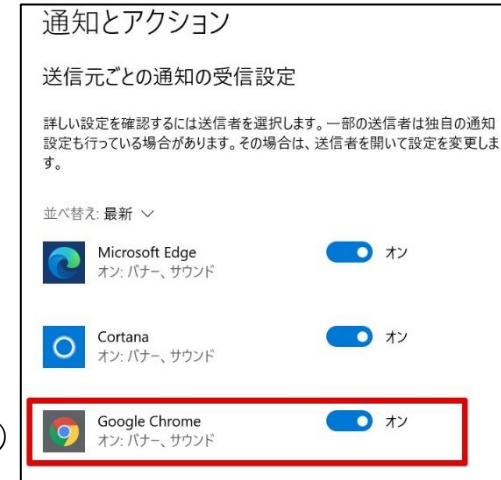 通知とアクション
送信元ごとの通知の受信設定
詳しい設定を確認するには送信者を選択します。一部の送信者は独自の通知
設定も行っている場合があります。その場合は、送信者を開いて設定を変更しま
す。
並べ替え: 最新
Microsoft Edge
オン
オン: バナー、サウンド
Cortana
オン
オン: バナー、サウンド
Google Chrome
オン
オン: バナー、サウンド